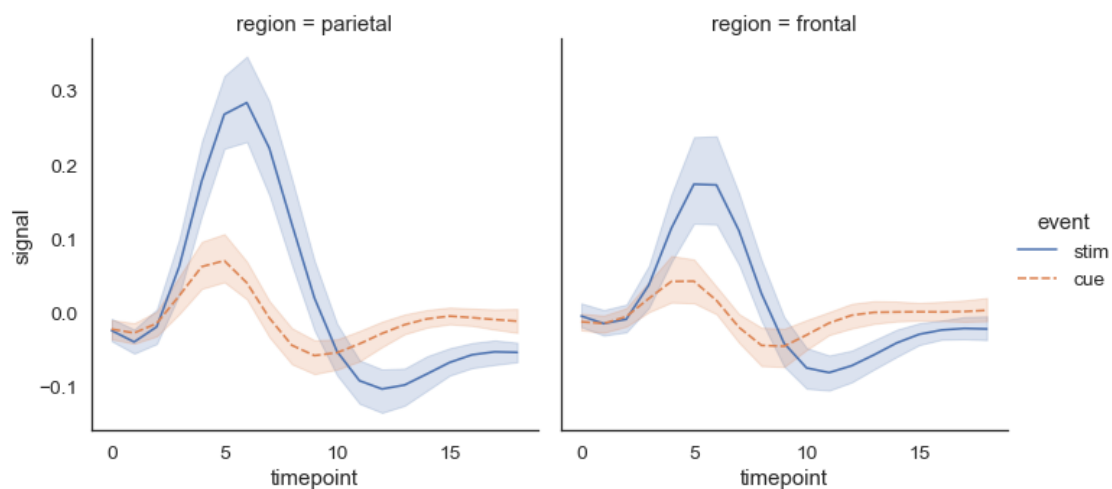 region = parietal
region = frontal
signal
0.3
0.2
0.1
0.0
−0.1
0
5
10
15
timepoint
0
5
10
15
timepoint
event
stim
cue